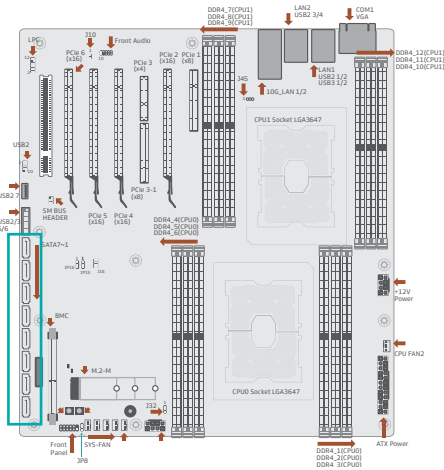 DDR4_7(CPU1)
DDR4_8(CPU1)
DDR4_9(CPU1)
LAN2
USB2 3/4
COM1
VGA
LPC
J10
Front Audio
PCIe 6
(x16)
PCIe 3
(x4)
PCIe 2
(x16)
PCIe 1
(x8)
LAN1
USB2 1/2
USB3 1/2
DDR4_12(CPU1)
DDR4_11(CPU1)
DDR4_10(CPU1)
J45
10G_LAN 1/2
CPU1 Socket LGA3647
USB2
USB2 7
SM BUS
HEADER
PCIe 3-1
(x8)
PCIe 5
(x16)
PCIe 4
(x16)
USB2/3
5/6
DDR4_4(CPU0)
DDR4_5(CPU0)
DDR4_6(CPU0)
SATA7~1
+12V
Power
BMC
CPU FAN2
M.2-M
CPU0 Socket LGA3647
J32
Front
Panel
SYS-FAN
JP8
ATX Power
DDR4_1(CPU0)
DDR4_2(CPU0)
DDR4_3(CPU0)